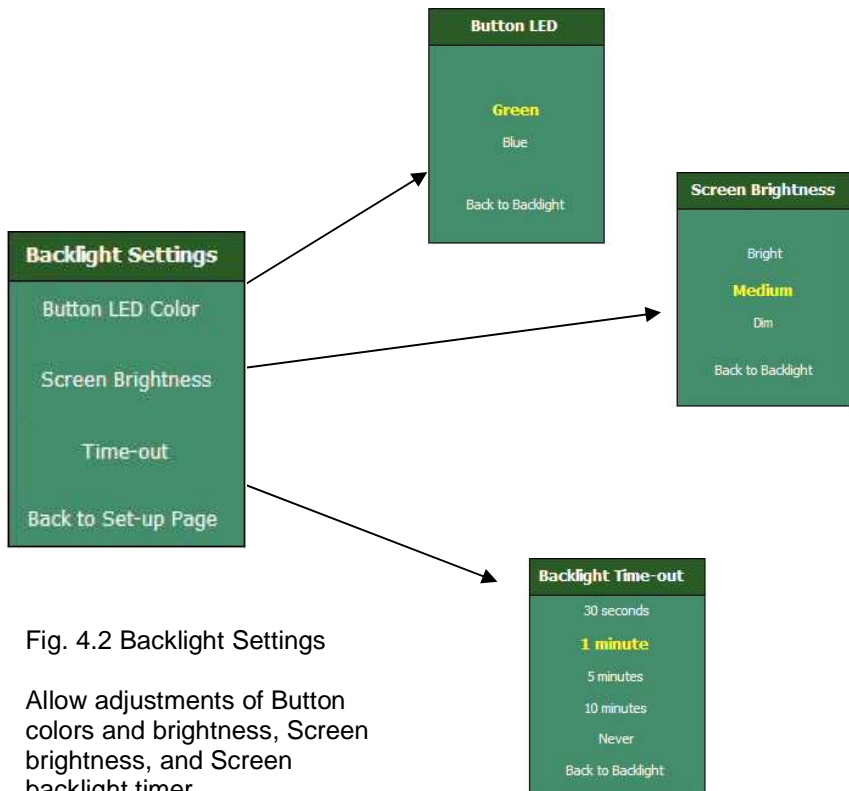 Button LED
Green
Blue
Back to Backlight
Screen Brightness
Bright
Medium
Dim
Back to Backlight
Backlight Settings
Button LED Color
Screen Brightness
Time-out
Back to Set-up Page
Backlight Time-out
30 seconds
1 minute
5 minutes
10 minutes
Never
Back to Backlight
Fig. 4.2 Backlight Settings
Allow adjustments of Button
colors and brightness, Screen
brightness, and Screen
backlight timer